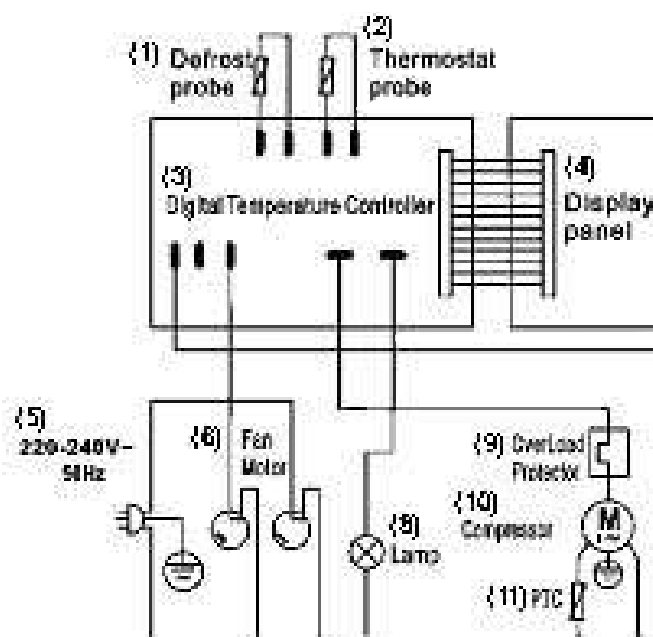 (1) Defrost
probe
(2)
Thermostat
probe
(3)
Digital Temperature Controller
(4)
Display
panel
(5)
220-240V~
50Hz
(6) Fan
Motor
(8)
Lamp
(9) OverLoad
Protector
(10)
Compressor
M
~
(11) PTC